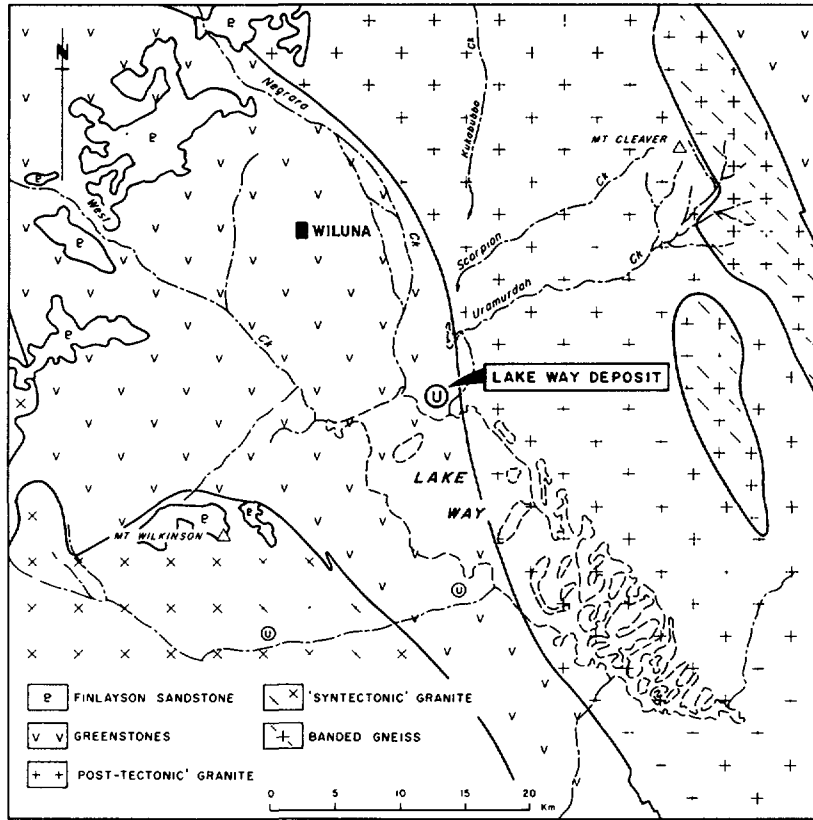 N
Negrara
Ck
Kukabubba
Ck
MT CLEAVER
West
WILUNA
Ck
Scorpion
Ck
Uramurdah
Ck
Ck
U
LAKE WAY DEPOSIT
LAKE
WAY
MT WILKINSON
U
U
FINLAYSON SANDSTONE
'SYNTECTONIC' GRANITE
GREENSTONES
BANDED GNEISS
POST-TECTONIC' GRANITE
0 5 10 15 20
Km